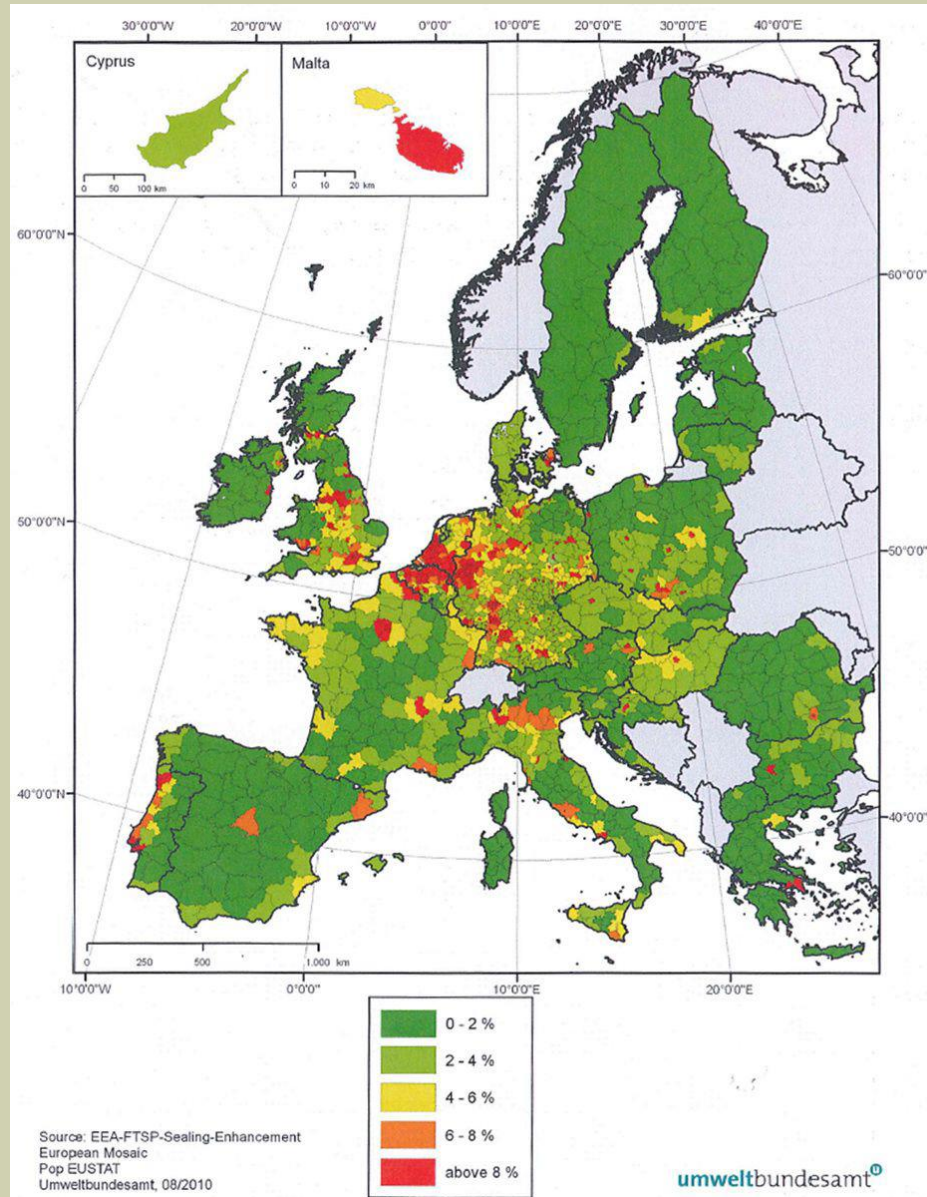 30°0'0"W 20°0'0"W 10°0'0"W 0°0'0" 10°0'0"E 20°0'0"E 30°0'0"E 40°0'0"E
Cyprus
0 50 100 km
Malta
0 10 20 km
60°0'0"N
60°0'0"N
50°0'0"N
50°0'0"N
40°0'0"N
40°0'0"N
0 250 500 1.000 km
10°0'0"W 0°0'0"E 10°0'0"E 20°0'0"E
0 - 2 %
2 - 4 %
4 - 6 %
6 - 8 %
above 8 %
Source: EEA-FTSP-Sealing-Enhancement
European Mosaic
Pop EUSTAT
Umweltbundesamt, 08/2010
umweltbundesamt